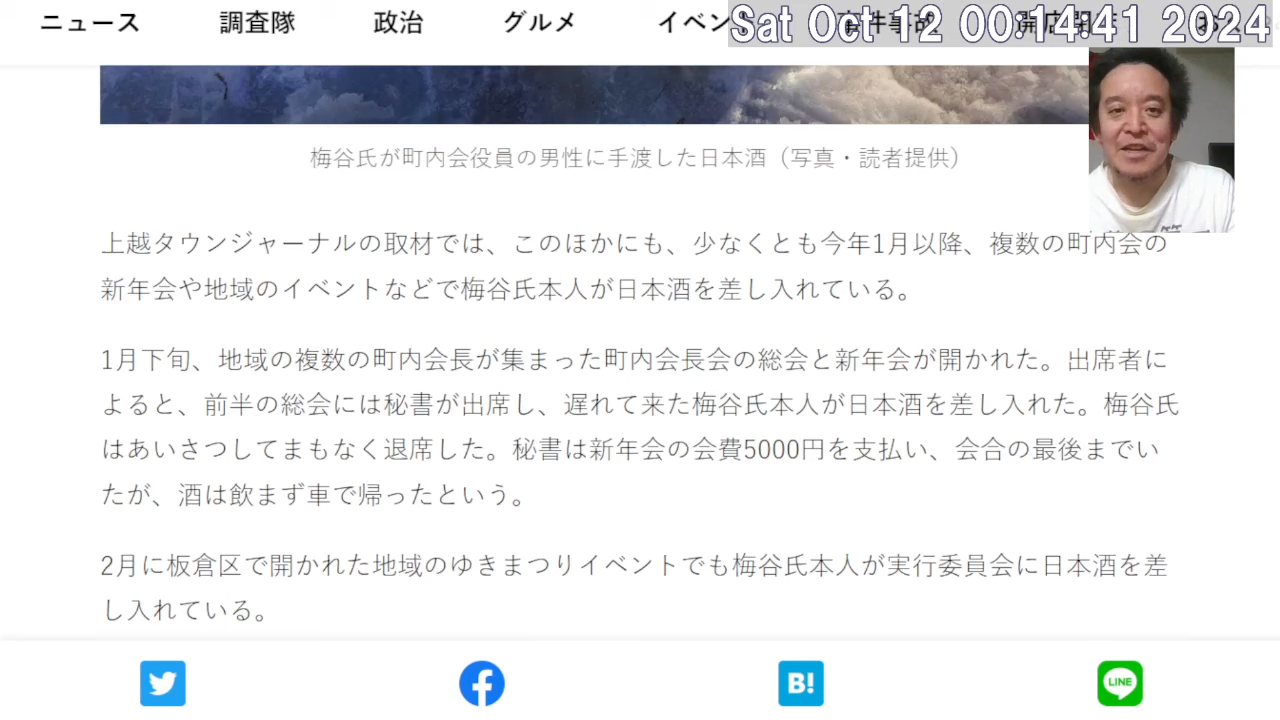 ニュース 調査隊 政治 グルメ イベント
Sat Oct 12 00:14:41 2024
梅谷氏が町内会役員の男性に手渡した日本酒（写真・読者提供）
上越タウンジャーナルの取材では、このほかにも、少なくとも今年1月以降、複数の町内会の
新年会や地域のイベントなどで梅谷氏本人が日本酒を差し入れている。
1月下旬、地域の複数の町内会長が集まった町内会長会の総会と新年会が開かれた。出席者に
よると、前半の総会には秘書が出席し、遅れて来た梅谷氏本人が日本酒を差し入れた。梅谷氏
はあいさつしてまもなく退席した。秘書は新年会の会費5000円を支払い、会合の最後までい
たが、酒は飲まず車で帰ったという。
2月に板倉区で開かれた地域のゆきまつりイベントでも梅谷氏本人が実行委員会に日本酒を差
し入れている。
B!
LINE